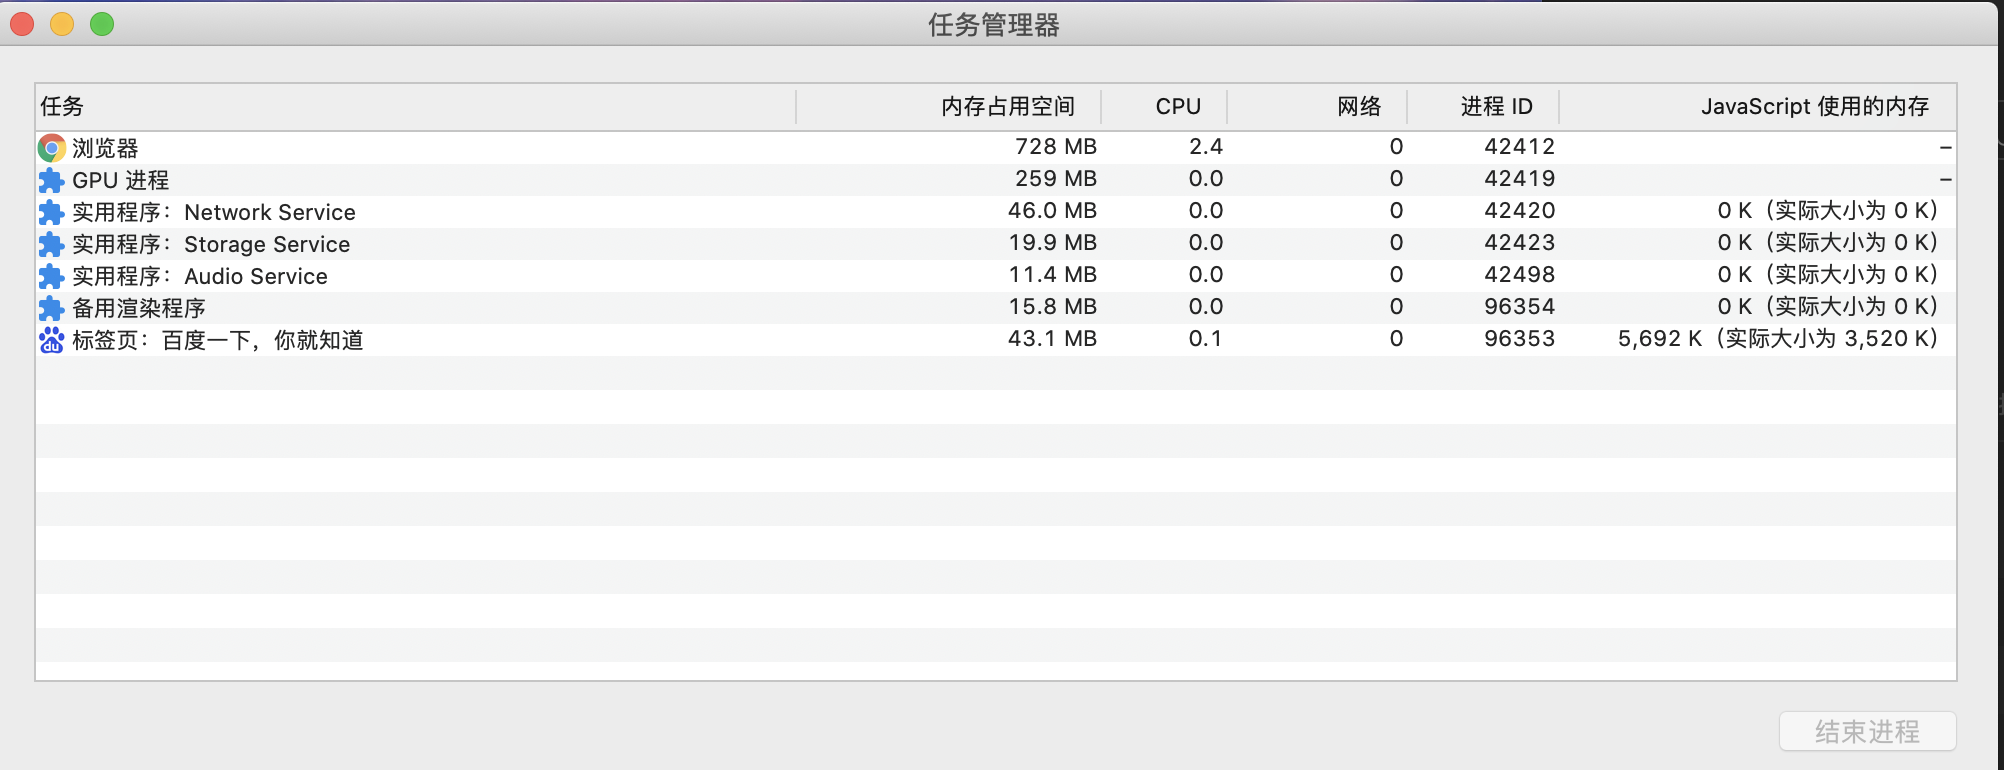 任务管理器
任务 内存占用空间 CPU 网络 进程 ID JavaScript 使用的内存
浏览器 728 MB 2.4 0 42412 –
GPU 进程 259 MB 0.0 0 42419 –
实用程序：Network Service 46.0 MB 0.0 0 42420 0 K（实际大小为 0 K）
实用程序：Storage Service 19.9 MB 0.0 0 42423 0 K（实际大小为 0 K）
实用程序：Audio Service 11.4 MB 0.0 0 42498 0 K（实际大小为 0 K）
备用渲染程序 15.8 MB 0.0 0 96354 0 K（实际大小为 0 K）
du 标签页：百度一下，你就知道 43.1 MB 0.1 0 96353 5,692 K（实际大小为 3,520 K）
结束进程